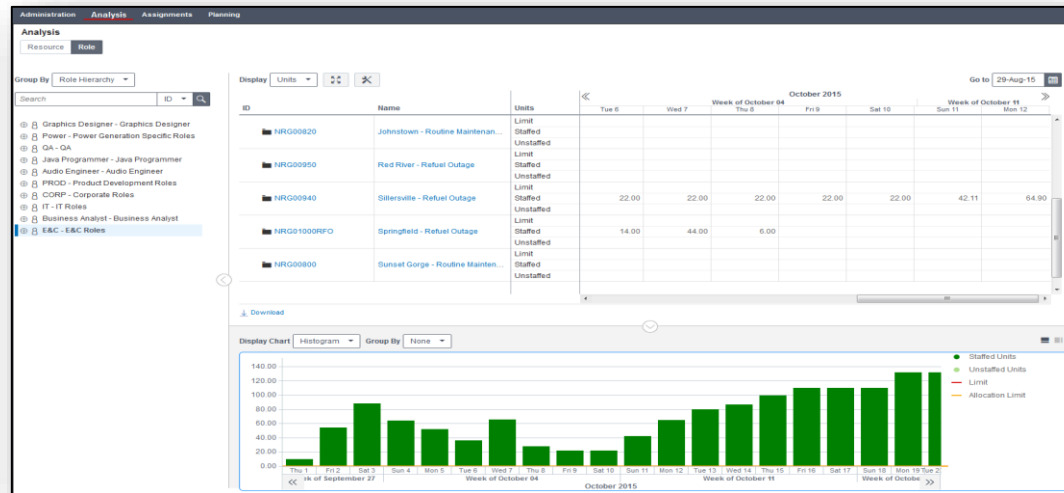 Administration Analysis Assignments Planning
Analysis
Resource Role
Group By Role Hierarchy
Search ID
Graphics Designer - Graphics Designer
Power - Power Generation Specific Roles
QA - QA
Java Programmer - Java Programmer
Audio Engineer - Audio Engineer
PROD - Product Development Roles
CORP - Corporate Roles
IT - IT Roles
Business Analyst - Business Analyst
E&C - E&C Roles
Display Units Go to 29-Aug-15
October 2015
Week of October 04 Week of October 11
ID Name Units Tue 6 Wed 7 Thu 8 Fri 9 Sat 10 Sun 11 Mon 12
Limit
NRG00820 Johnstown - Routine Maintenan... Staffed
Unstaffed
Limit
NRG00950 Red River - Refuel Outage Staffed
Unstaffed
Limit
NRG00940 Sillersville - Refuel Outage Staffed 22.00 22.00 22.00 22.00 22.00 42.11 64.90
Unstaffed
Limit
NRG01000RFO Springfield - Refuel Outage Staffed 14.00 44.00 6.00
Unstaffed
Limit
NRG00800 Sunset Gorge - Routine Mainten... Staffed
Unstaffed
Download
Display Chart Histogram Group By None
140.00
120.00
100.00
80.00
60.00
40.00
20.00
0.00
Staffed Units
Unstaffed Units
Limit
Allocation Limit
Thu 1 Fri 2 Sat 3 Sun 4 Mon 5 Tue 6 Wed 7 Thu 8 Fri 9 Sat 10 Sun 11 Mon 12 Tue 13 Wed 14 Thu 15 Fri 16 Sat 17 Sun 18 Mon 19 Tue 2
k of September 27 Week of October 04 Week of October 11 Week of Octobe
October 2015